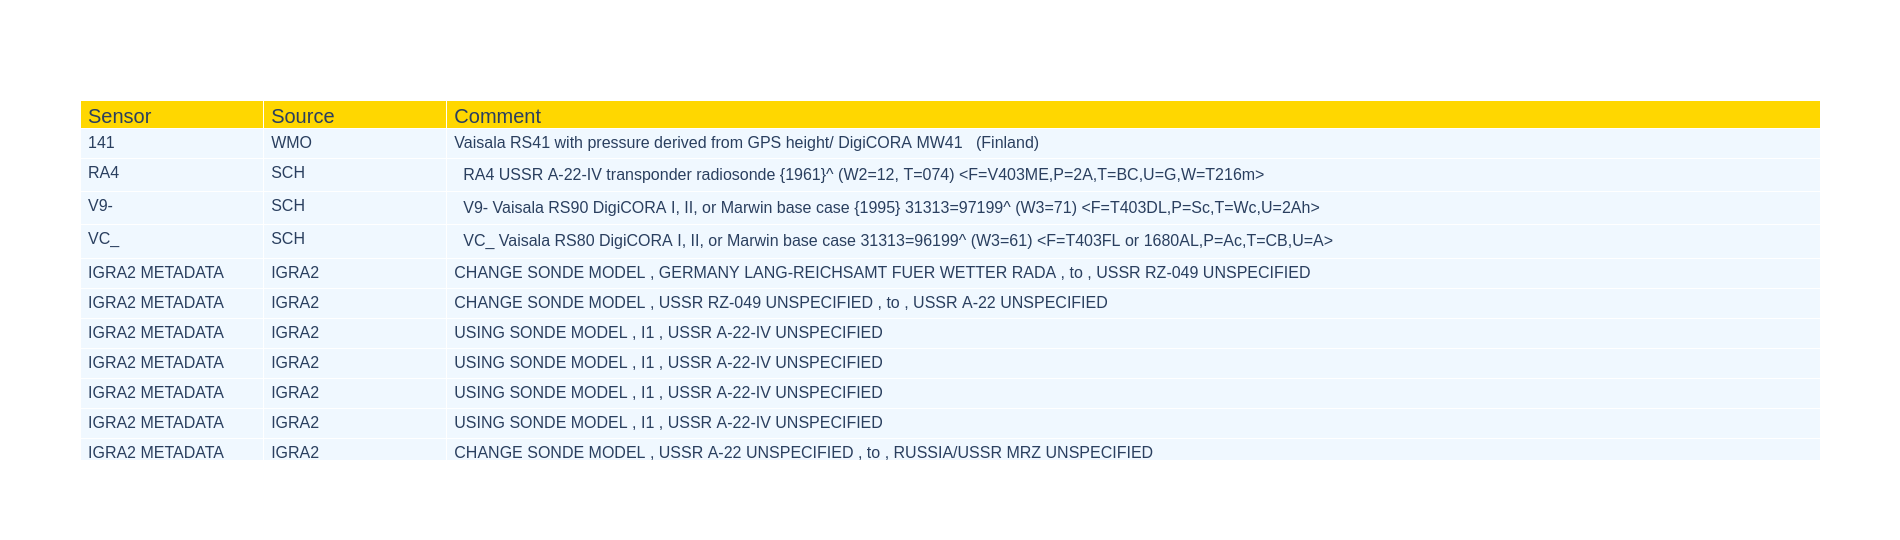 Sensor Source Comment
141 WMO Vaisala RS41 with pressure derived from GPS height/ DigiCORA MW41 (Finland)
RA4 SCH RA4 USSR A-22-IV transponder radiosonde {1961}^ (W2=12, T=074) <F=V403ME,P=2A,T=BC,U=G,W=T216m>
V9- SCH V9- Vaisala RS90 DigiCORA I, II, or Marwin base case {1995} 31313=97199^ (W3=71) <F=T403DL,P=Sc,T=Wc,U=2Ah>
VC_ SCH VC_ Vaisala RS80 DigiCORA I, II, or Marwin base case 31313=96199^ (W3=61) <F=T403FL or 1680AL,P=Ac,T=CB,U=A>
IGRA2 METADATA IGRA2 CHANGE SONDE MODEL , GERMANY LANG-REICHSAMT FUER WETTER RADA , to , USSR RZ-049 UNSPECIFIED
IGRA2 METADATA IGRA2 CHANGE SONDE MODEL , USSR RZ-049 UNSPECIFIED , to , USSR A-22 UNSPECIFIED
IGRA2 METADATA IGRA2 USING SONDE MODEL , I1 , USSR A-22-IV UNSPECIFIED
IGRA2 METADATA IGRA2 USING SONDE MODEL , I1 , USSR A-22-IV UNSPECIFIED
IGRA2 METADATA IGRA2 USING SONDE MODEL , I1 , USSR A-22-IV UNSPECIFIED
IGRA2 METADATA IGRA2 USING SONDE MODEL , I1 , USSR A-22-IV UNSPECIFIED
IGRA2 METADATA IGRA2 CHANGE SONDE MODEL , USSR A-22 UNSPECIFIED , to , RUSSIA/USSR MRZ UNSPECIFIED